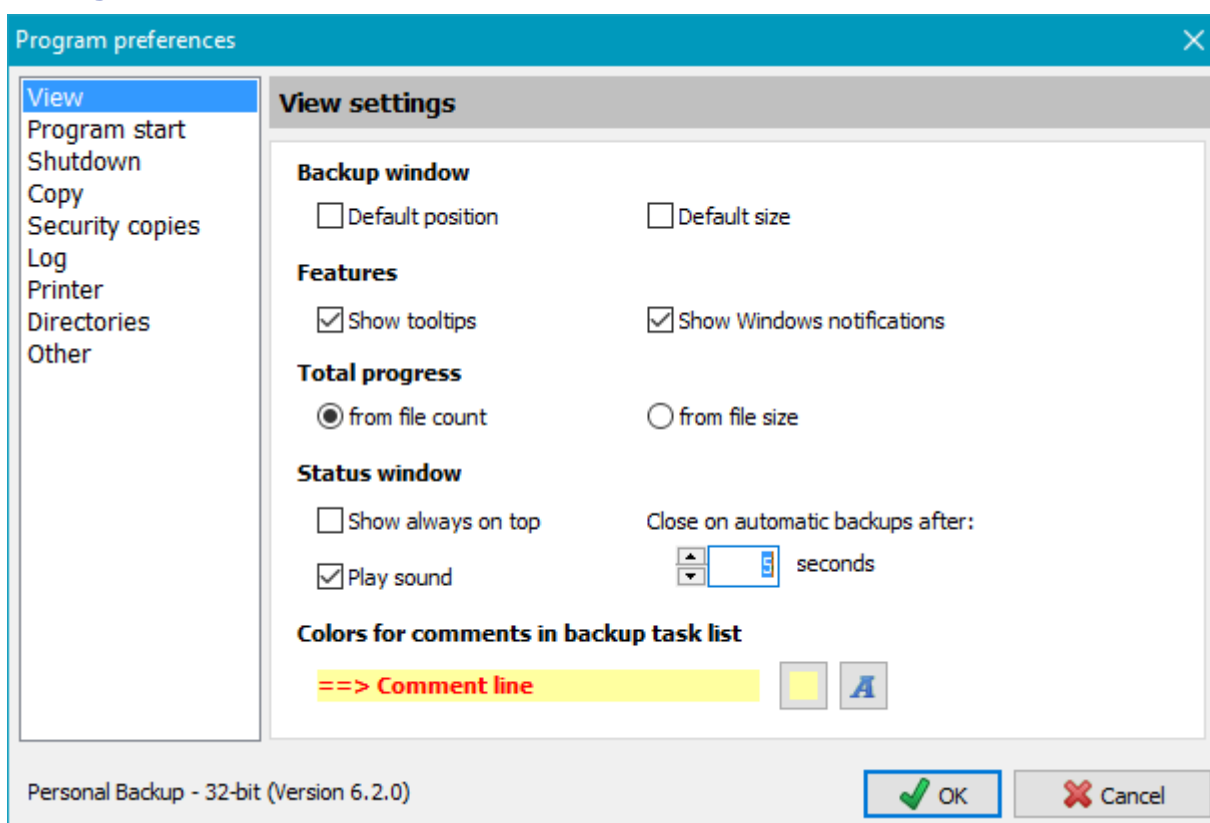 Program preferences
View
Program start
Shutdown
Copy
Security copies
Log
Printer
Directories
Other
View settings
Backup window
Default position Default size
Features
Show tooltips Show Windows notifications
Total progress
from file count from file size
Status window
Show always on top Close on automatic backups after:
Play sound 5 seconds
Colors for comments in backup task list
==> Comment line A
Personal Backup - 32-bit (Version 6.2.0) OK Cancel